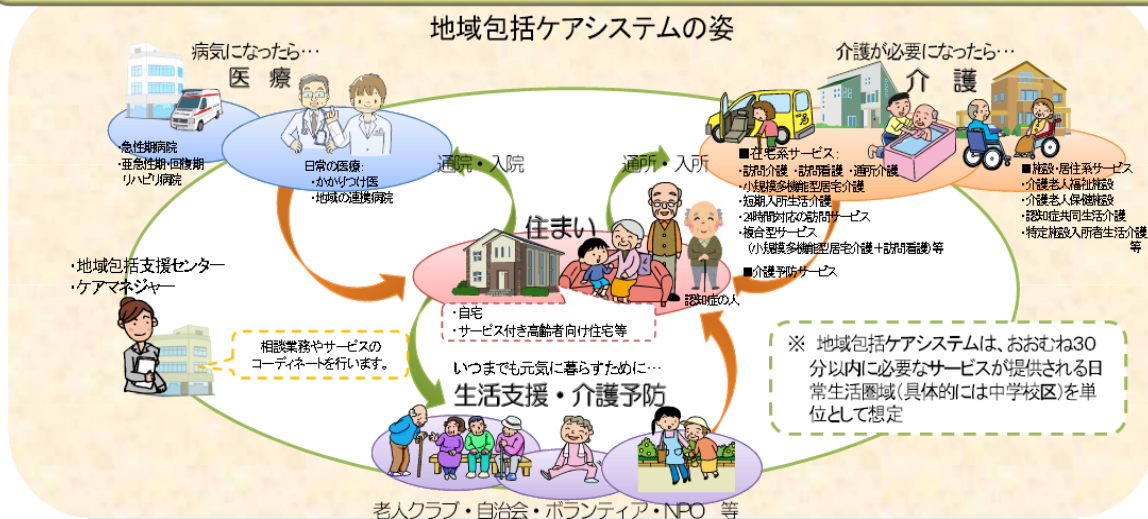 地域包括ケアシステムの姿
病気になったら…
医 療
介護が必要になったら…
介 護
・急性期病院
・亜急性期・回復期
リハビリ病院
日常の医療:
・かかりつけ医
・地域の連携病院
通院・入院
通所・入所
■在宅系サービス:
・訪問介護 ・訪問看護 ・通所介護
・小規模多機能型居宅介護
・短期入所生活介護
・24時間対応の訪問サービス
・複合型サービス
(小規模多機能型居宅介護+訪問看護)等
■介護予防サービス
■施設・居住系サービス
・介護老人福祉施設
・介護老人保健施設
・認知症共同生活介護
・特定施設入所者生活介護
等
住まい
認知症の人
・自宅
・サービス付き高齢者向け住宅等
・地域包括支援センター
・ケアマネジャー
相談業務やサービスの
コーディネートを行います。
いつまでも元気に暮らすために…
生活支援・介護予防
※ 地域包括ケアシステムは、おおむね30
分以内に必要なサービスが提供される日
常生活圏域(具体的には中学校区)を単
位として想定
老人クラブ・自治会・ボランティア・NPO 等